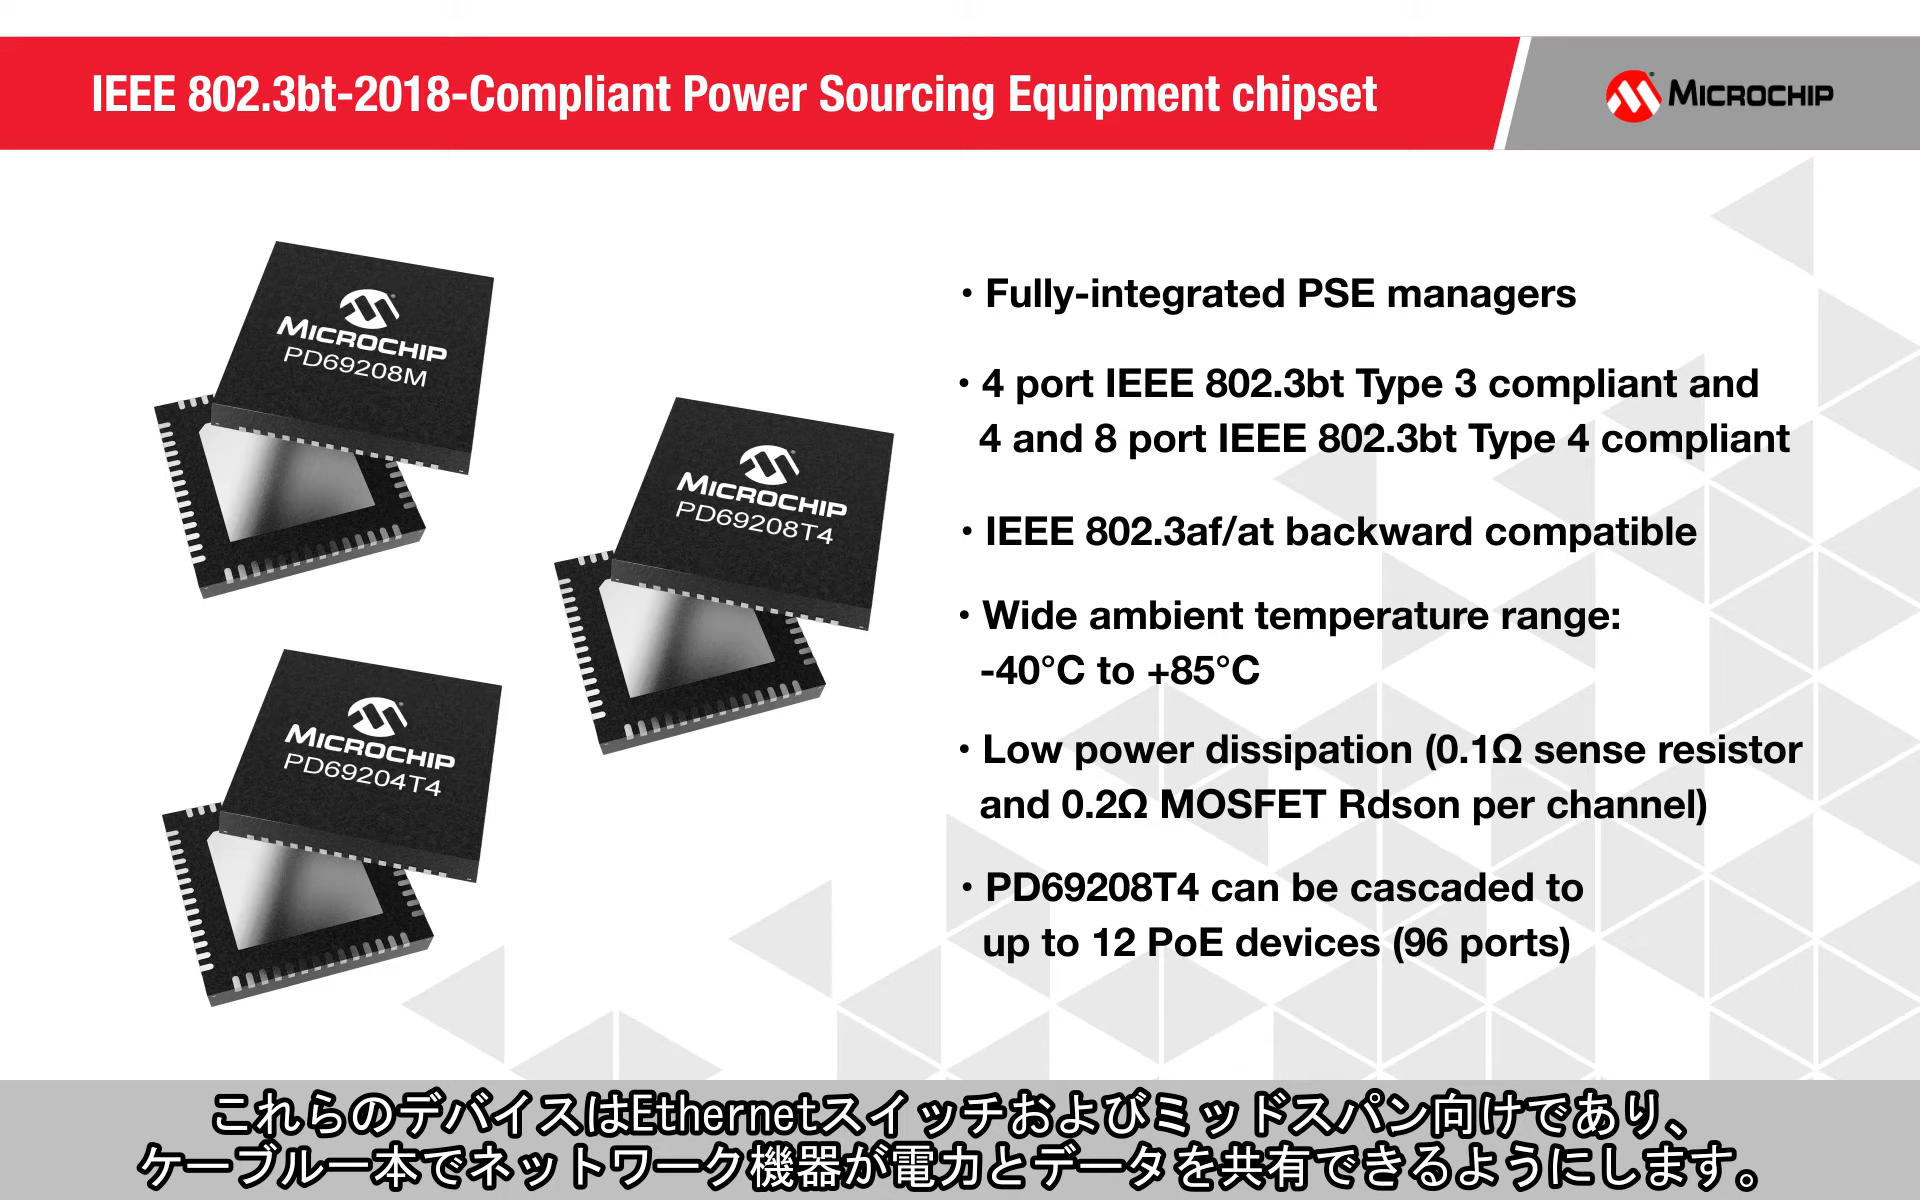 IEEE 802.3bt-2018-Compliant Power Sourcing Equipment chipset
MICROCHIP
MICROCHIP
PD69208M
MICROCHIP
PD69208T4
MICROCHIP
PD69204T4
・Fully-integrated PSE managers
・4 port IEEE 802.3bt Type 3 compliant and
4 and 8 port IEEE 802.3bt Type 4 compliant
・IEEE 802.3af/at backward compatible
・Wide ambient temperature range:
-40°C to +85°C
・Low power dissipation (0.1Ω sense resistor
and 0.2Ω MOSFET Rdson per channel)
・PD69208T4 can be cascaded to
up to 12 PoE devices (96 ports)
これらのデバイスはEthernetスイッチおよびミッドスパン向けであり、
ケーブル一本でネットワーク機器が電力とデータを共有できるようにします。